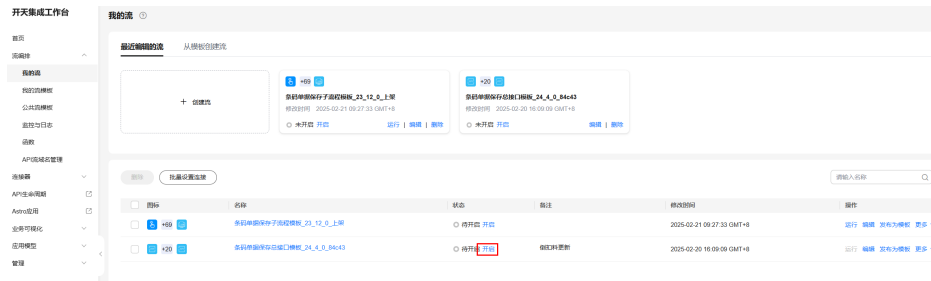 开天集成工作台
我的流
首页
流编排
我的流
我的流模板
公共流模板
监控与日志
函数
API流域名管理
连接器
API生命周期
Astro应用
业务可视化
应用模型
管理
最近编辑的流 从模板创建流
+ 创建流
+69
条码单据保存子流程模板_23_12_0_上架
修改时间 2025-02-21 09:27:33 GMT+8
未开启 开启 运行 | 编辑 | 删除
+20
条码单据保存总接口模板_24_4_0_84c43
修改时间 2025-02-20 16:09:09 GMT+8
未开启 开启 编辑 | 删除
删除 批量设置连接 请输入名称
图标 名称 状态 备注 修改时间 操作
+69 条码单据保存子流程模板_23_12_0_上架 待开启 开启 2025-02-21 09:27:33 GMT+8 运行 编辑 发布为模板 更多
+20 条码单据保存总接口模板_24_4_0_84c43 待开启 开启 倒扣料更新 2025-02-20 16:09:09 GMT+8 运行 编辑 发布为模板 更多